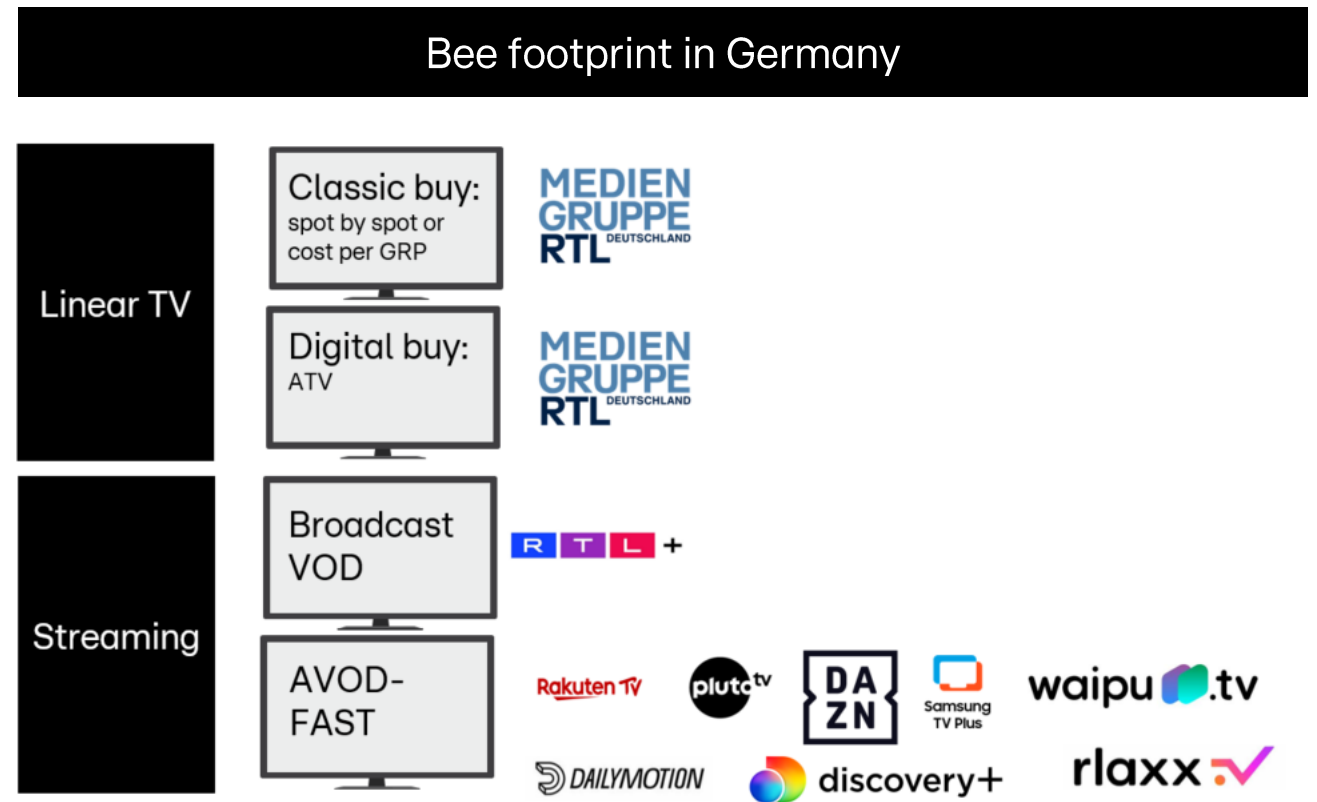 Bee footprint in Germany
Linear TV
Classic buy:
spot by spot or
cost per GRP
MEDIEN
GRUPPE
RTL DEUTSCHLAND
Digital buy:
ATV
MEDIEN
GRUPPE
RTL DEUTSCHLAND
Streaming
Broadcast
VOD
RTL+
AVOD-
FAST
Rakuten TV
pluto tv
DA
ZN
Samsung
TV Plus
waipu.tv
DAILYMOTION
discovery+
rlaxx